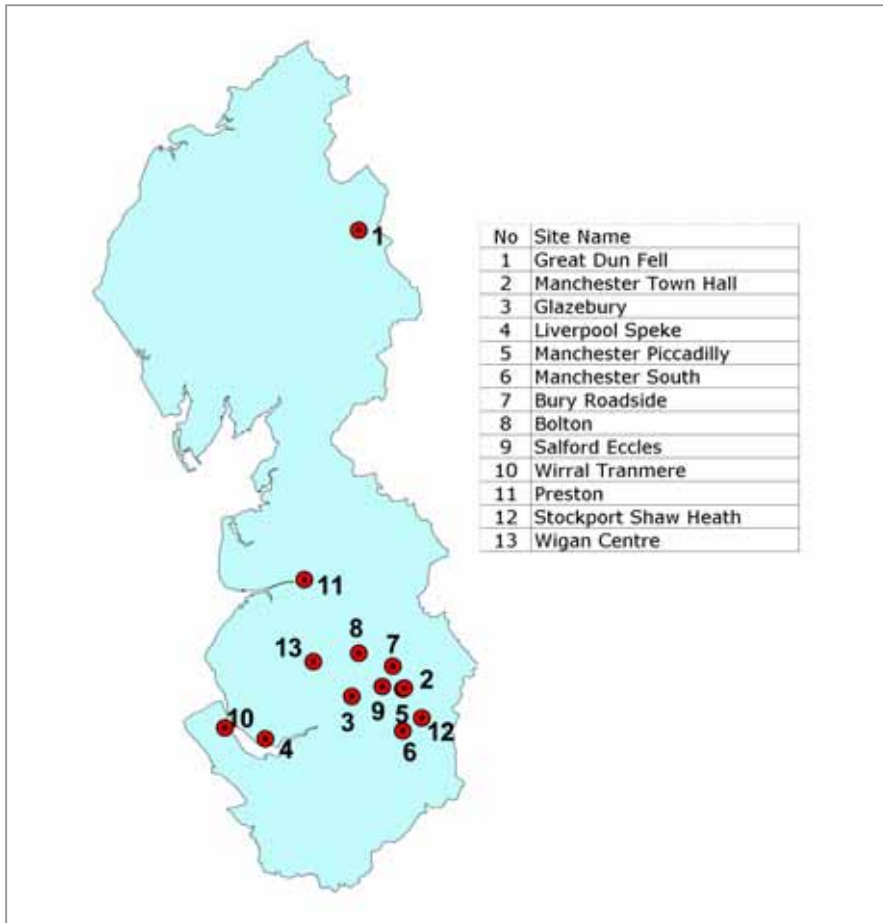 1
No Site Name
1 Great Dun Fell
2 Manchester Town Hall
3 Glazebury
4 Liverpool Speke
5 Manchester Piccadilly
6 Manchester South
7 Bury Roadside
8 Bolton
9 Salford Eccles
10 Wirral Tranmere
11 Preston
12 Stockport Shaw Heath
13 Wigan Centre
11
8
13
7
2
9
3
5
10
12
4
6